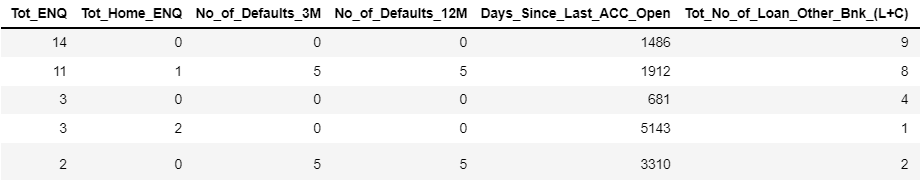 Tot_ENQ Tot_Home_ENQ No_of_Defaults_3M No_of_Defaults_12M Days_Since_Last_ACC_Open Tot_No_of_Loan_Other_Bnk_(L+C)
14 0 0 0 1486 9
11 1 5 5 1912 8
3 0 0 0 681 4
3 2 0 0 5143 1
2 0 5 5 3310 2